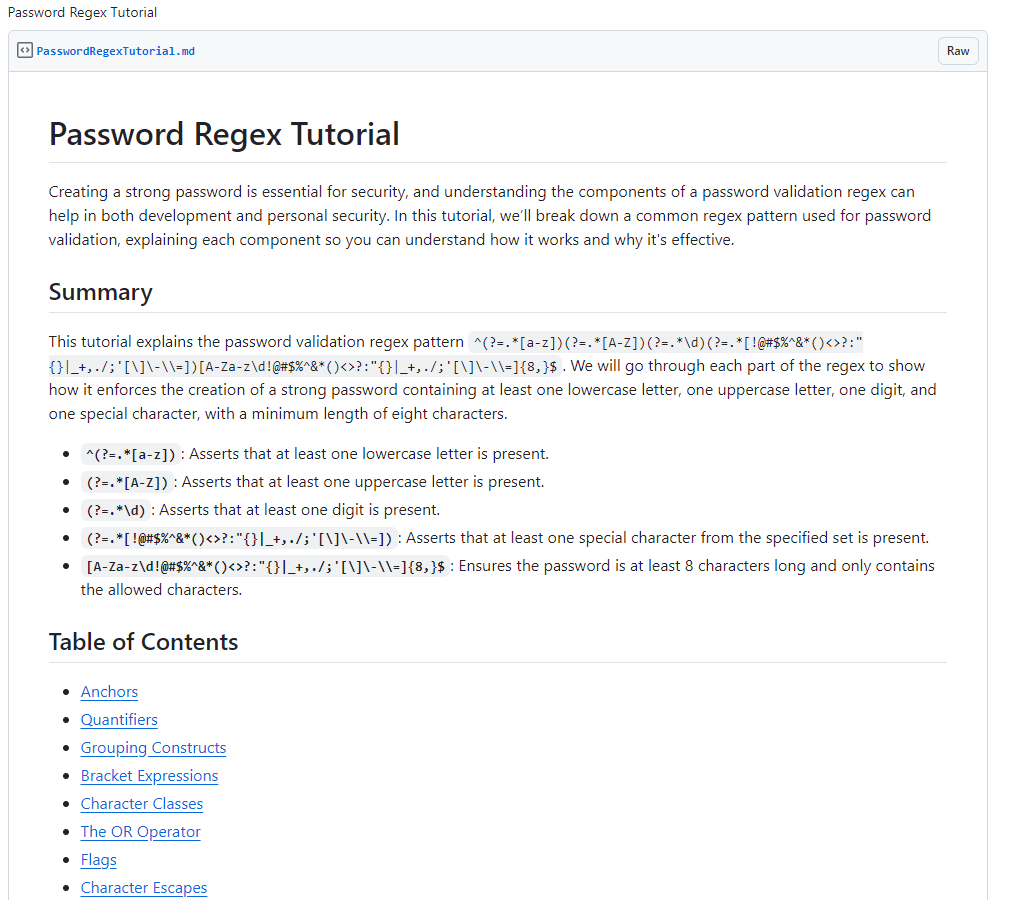 Password Regex Tutorial
PasswordRegexTutorial.md
Raw
Password Regex Tutorial
Creating a strong password is essential for security, and understanding the components of a password validation regex can
help in both development and personal security. In this tutorial, we’ll break down a common regex pattern used for password
validation, explaining each component so you can understand how it works and why it's effective.
Summary
This tutorial explains the password validation regex pattern ^(?=.*[a-z])(?=.*[A-Z])(?=.*\d)(?=.*[!@#$%^&*()<>?:"
{}|_+,./;'[\]\-\\=])[A-Za-z\d!@#$%^&*()<>?:"{}|_+,./;'[\]\-\\=]{8,}$ . We will go through each part of the regex to show
how it enforces the creation of a strong password containing at least one lowercase letter, one uppercase letter, one digit, and
one special character, with a minimum length of eight characters.
^(?=.*[a-z]) : Asserts that at least one lowercase letter is present.
(?=.*[A-Z]) : Asserts that at least one uppercase letter is present.
(?=.*\d) : Asserts that at least one digit is present.
(?=.*[!@#$%^&*()<>?:"{}|_+,./;'[\]\-\\=]) : Asserts that at least one special character from the specified set is present.
[A-Za-z\d!@#$%^&*()<>?:"{}|_+,./;'[\]\-\\=]{8,}$ : Ensures the password is at least 8 characters long and only contains
the allowed characters.
Table of Contents
Anchors
Quantifiers
Grouping Constructs
Bracket Expressions
Character Classes
The OR Operator
Flags
Character Escapes